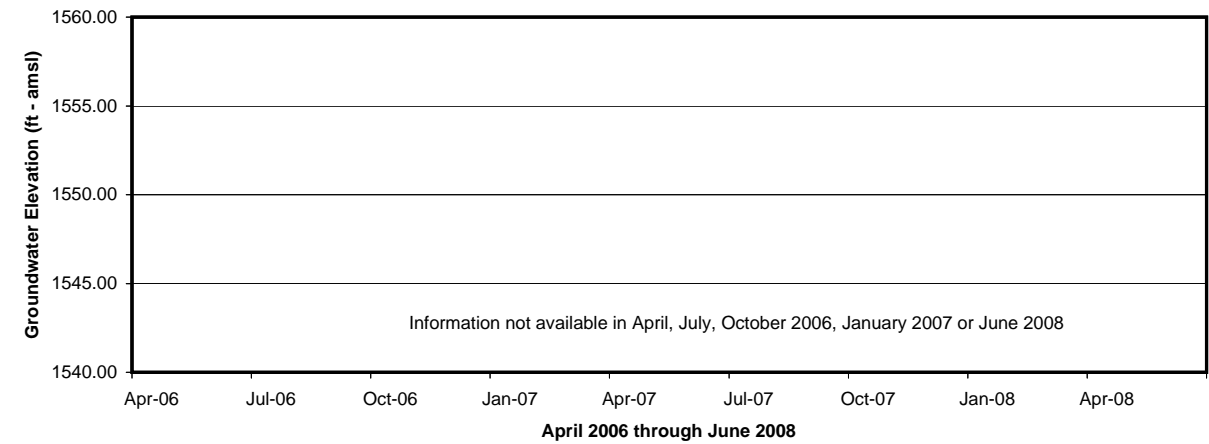 Groundwater Elevation (ft - amsl)
1560.00
1555.00
1550.00
1545.00
1540.00
Information not available in April, July, October 2006, January 2007 or June 2008
Apr-06 Jul-06 Oct-06 Jan-07 Apr-07 Jul-07 Oct-07 Jan-08 Apr-08
April 2006 through June 2008